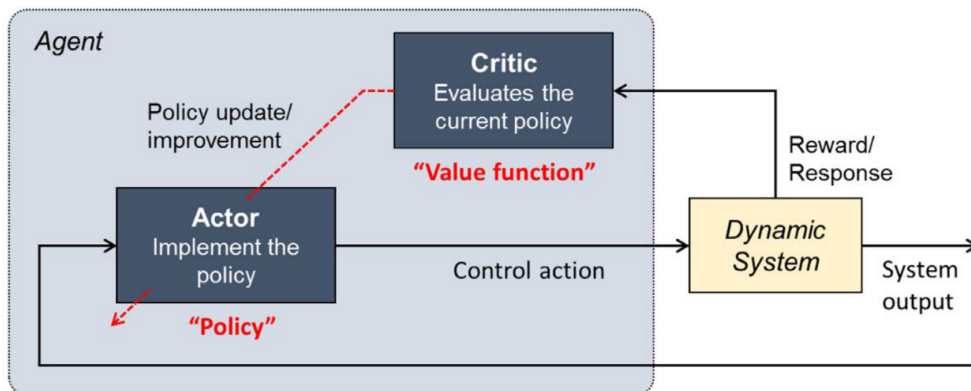 Agent
Critic
Evaluates the
current policy
“Value function”
Policy update/
improvement
Reward/
Response
Actor
Implement the
policy
“Policy”
Control action
Dynamic
System
System
output